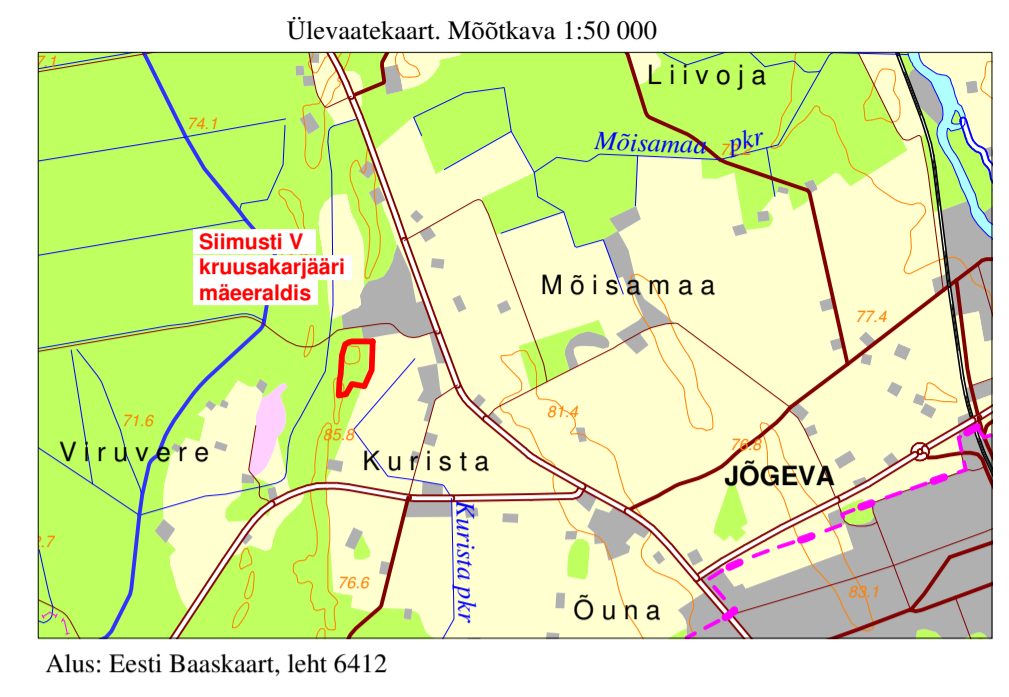 Ülevaatekaart. Mõõtkava 1:50 000
Liivoja
74.1
Mõisamaa pkr
Siimusti V
kruusakarjääri
mäeeraldis
Mõisamaa
77.4
81.4
71.6
85.8
76.8
Viruvere
Kurista
JÕGEVA
Kurista pkr
76.6
83.1
Õuna
Alus: Eesti Baaskaart, leht 6412